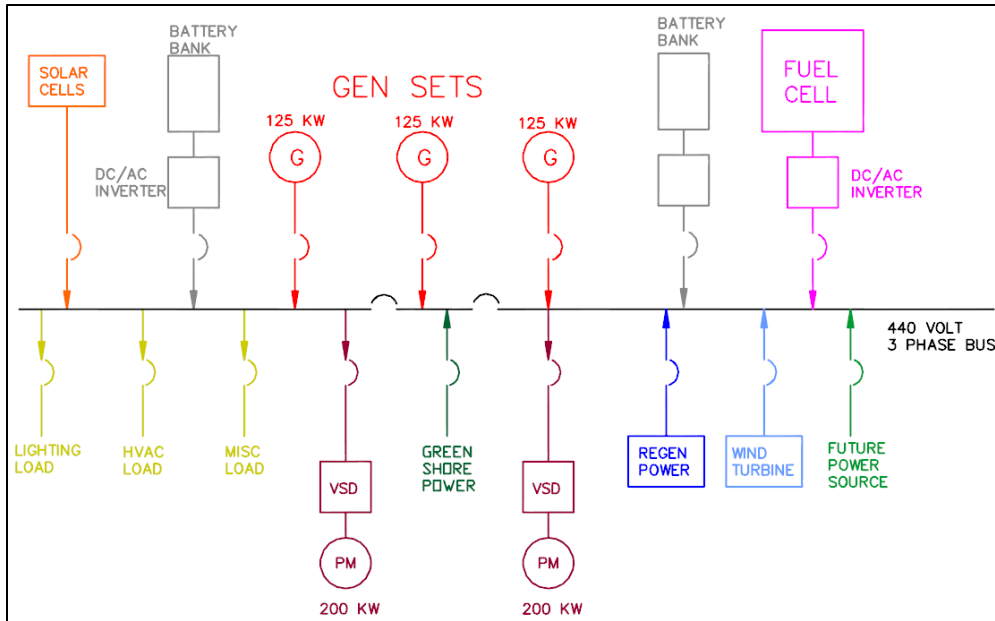 BATTERY
BANK
BATTERY
BANK
SOLAR
CELLS
GEN SETS
FUEL
CELL
125 KW
125 KW
125 KW
G
G
G
DC/AC
INVERTER
DC/AC
INVERTER
440 VOLT
3 PHASE BUS
LIGHTING
LOAD
HVAC
LOAD
MISC
LOAD
GREEN
SHORE
POWER
REGEN
POWER
WIND
TURBINE
FUTURE
POWER
SOURCE
VSD
VSD
PM
PM
200 KW
200 KW